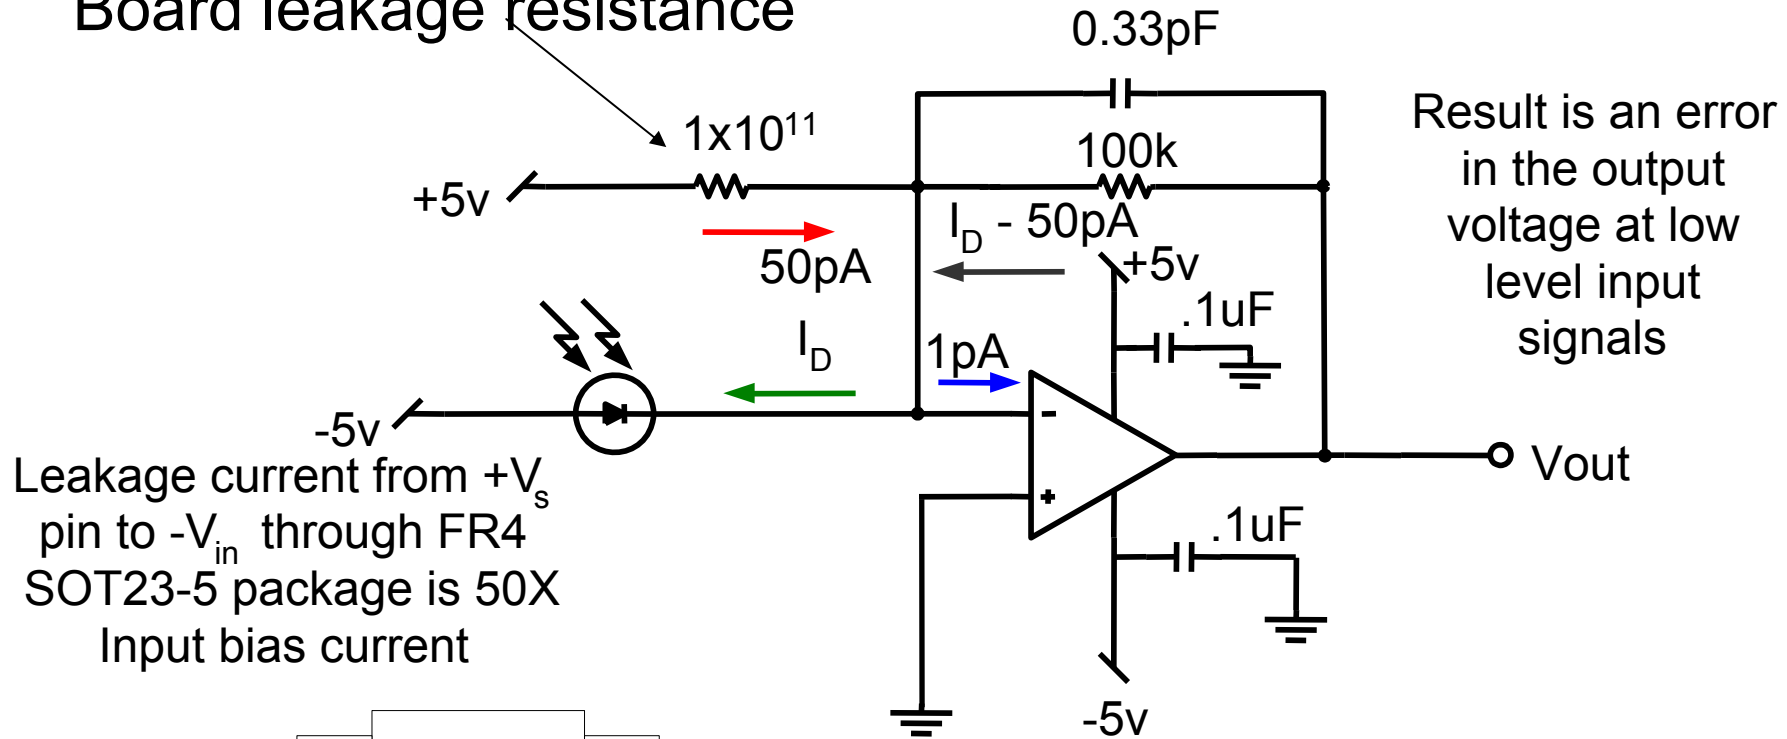 Board leakage resistance
0.33pF
1x10¹¹
100k
+5v
50pA
I_D - 50pA
+5v
.1uF
I_D
1pA
-5v
-
+
Vout
.1uF
-5v
Result is an error
in the output
voltage at low
level input
signals
Leakage current from +V_s
pin to -V_in through FR4
SOT23-5 package is 50X
Input bias current